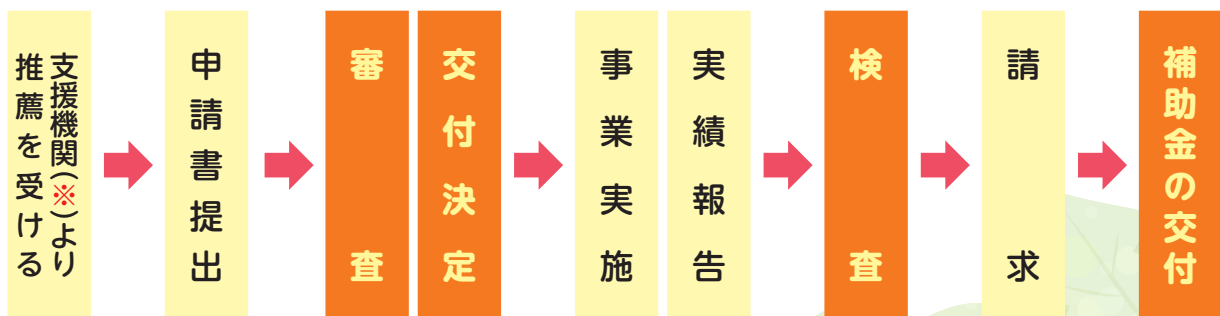 支援機関(※)より
推薦を受ける
申請書提出
審査
交付決定
事業実施
実績報告
検査
請求
補助金の交付